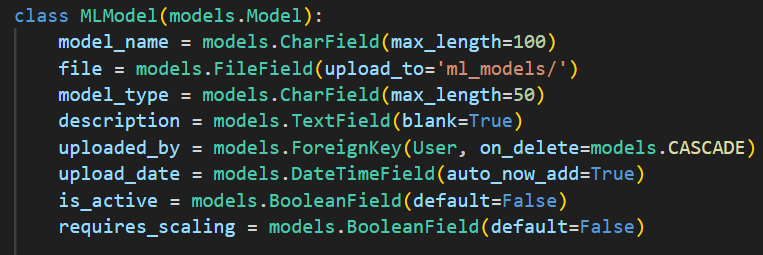 class MLModel(models.Model):
    model_name = models.CharField(max_length=100)
    file = models.FileField(upload_to='ml_models/')
    model_type = models.CharField(max_length=50)
    description = models.TextField(blank=True)
    uploaded_by = models.ForeignKey(User, on_delete=models.CASCADE)
    upload_date = models.DateTimeField(auto_now_add=True)
    is_active = models.BooleanField(default=False)
    requires_scaling = models.BooleanField(default=False)